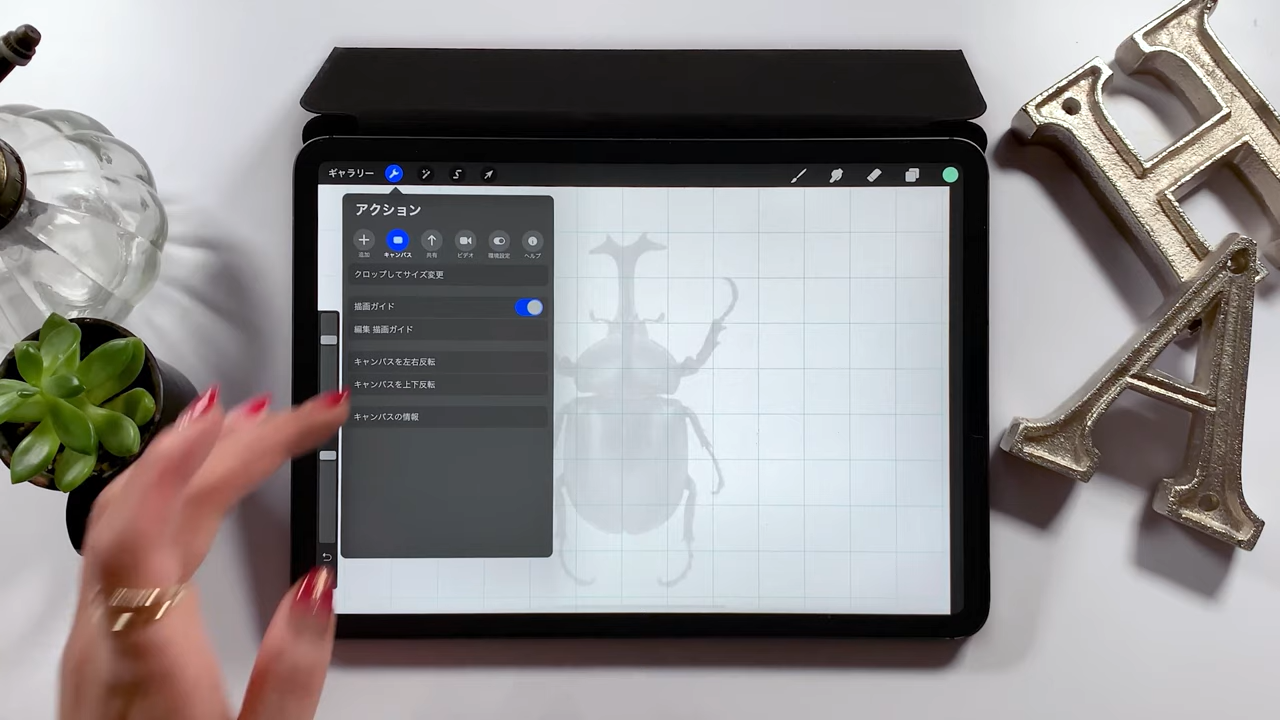 ギャラリー
アクション
追加 キャンバス 共有 ビデオ 環境設定 ヘルプ
クロップしてサイズ変更
描画ガイド
編集 描画ガイド
キャンバスを左右反転
キャンバスを上下反転
キャンバスの情報
H
A